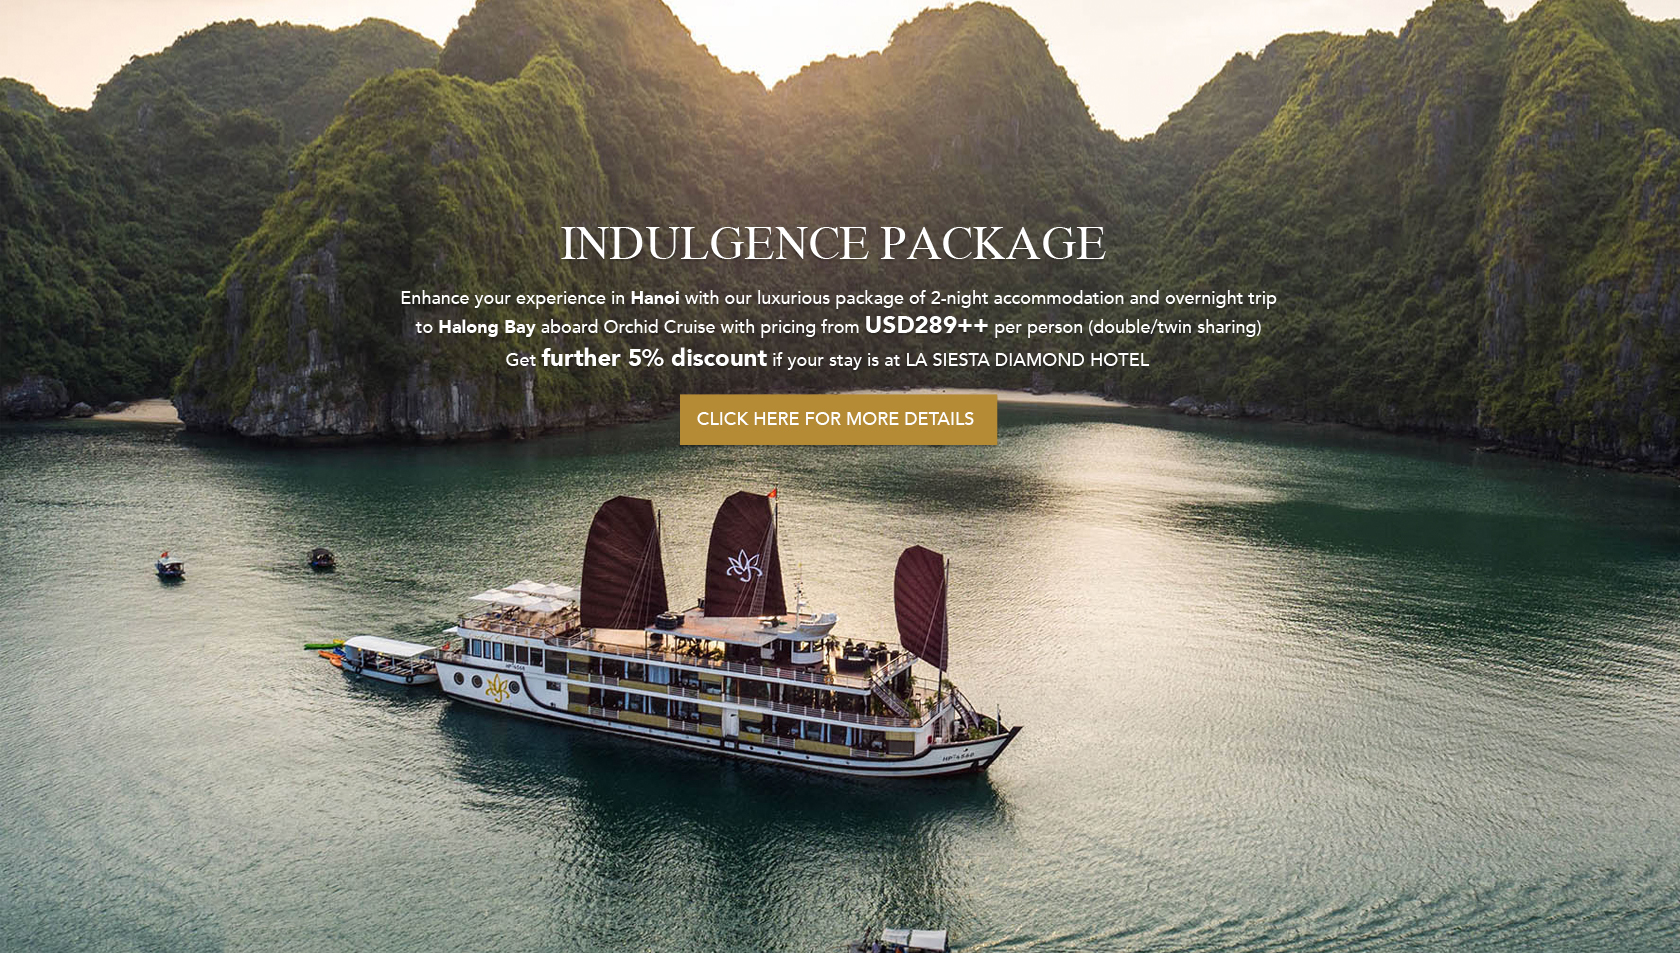 INDULGENCE PACKAGE
Enhance your experience in Hanoi with our luxurious package of 2-night accommodation and overnight trip
to Halong Bay aboard Orchid Cruise with pricing from USD289++ per person (double/twin sharing)
Get further 5% discount if your stay is at LA SIESTA DIAMOND HOTEL
CLICK HERE FOR MORE DETAILS